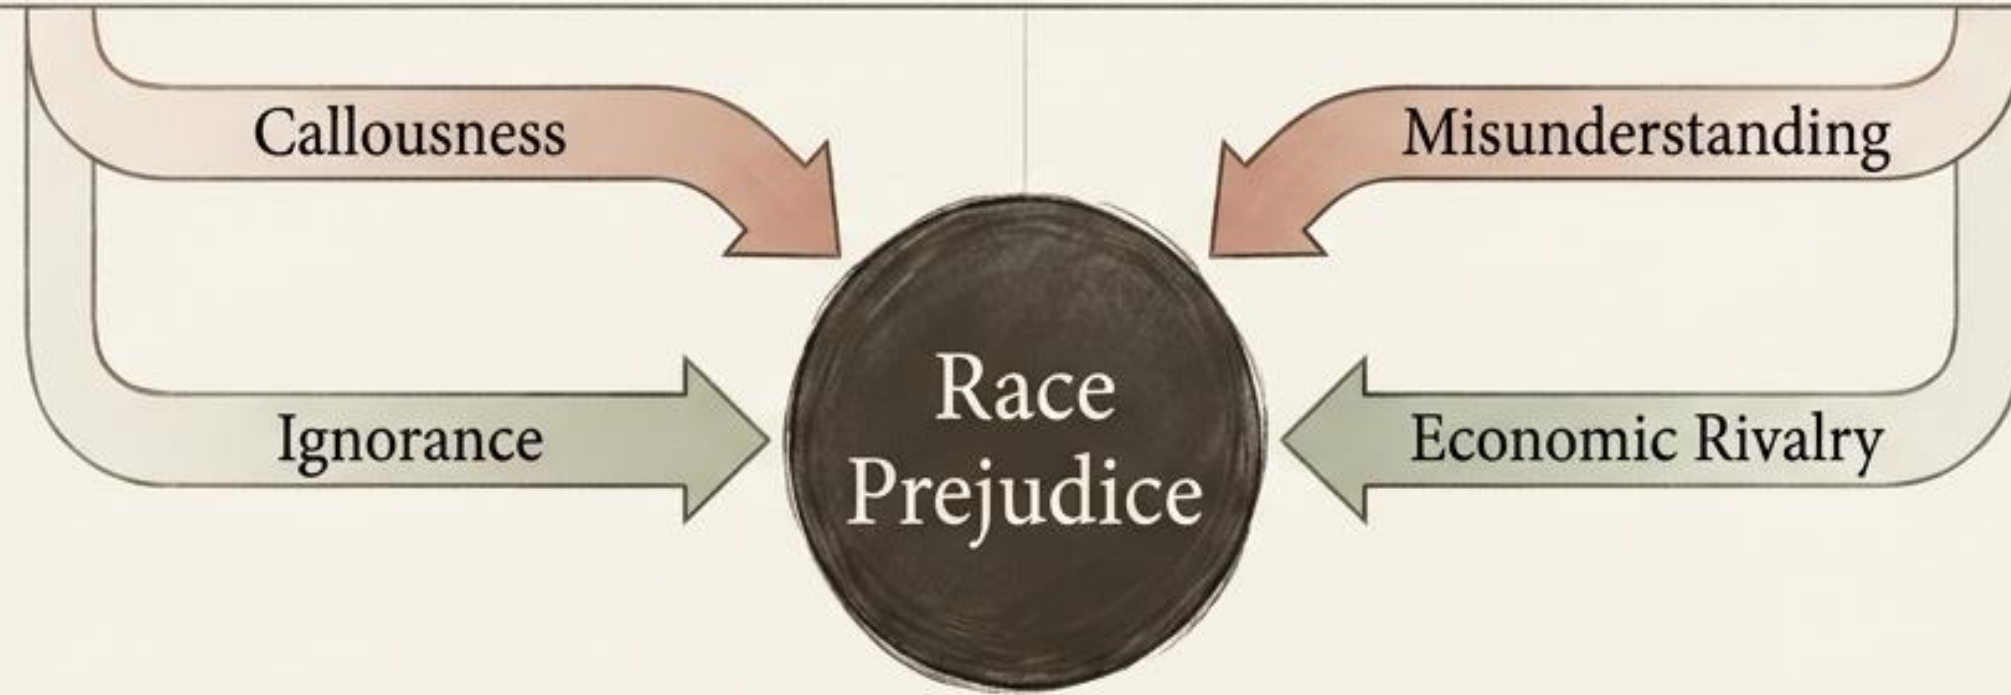 Callousness
Misunderstanding
Race
Prejudice
Ignorance
Economic Rivalry